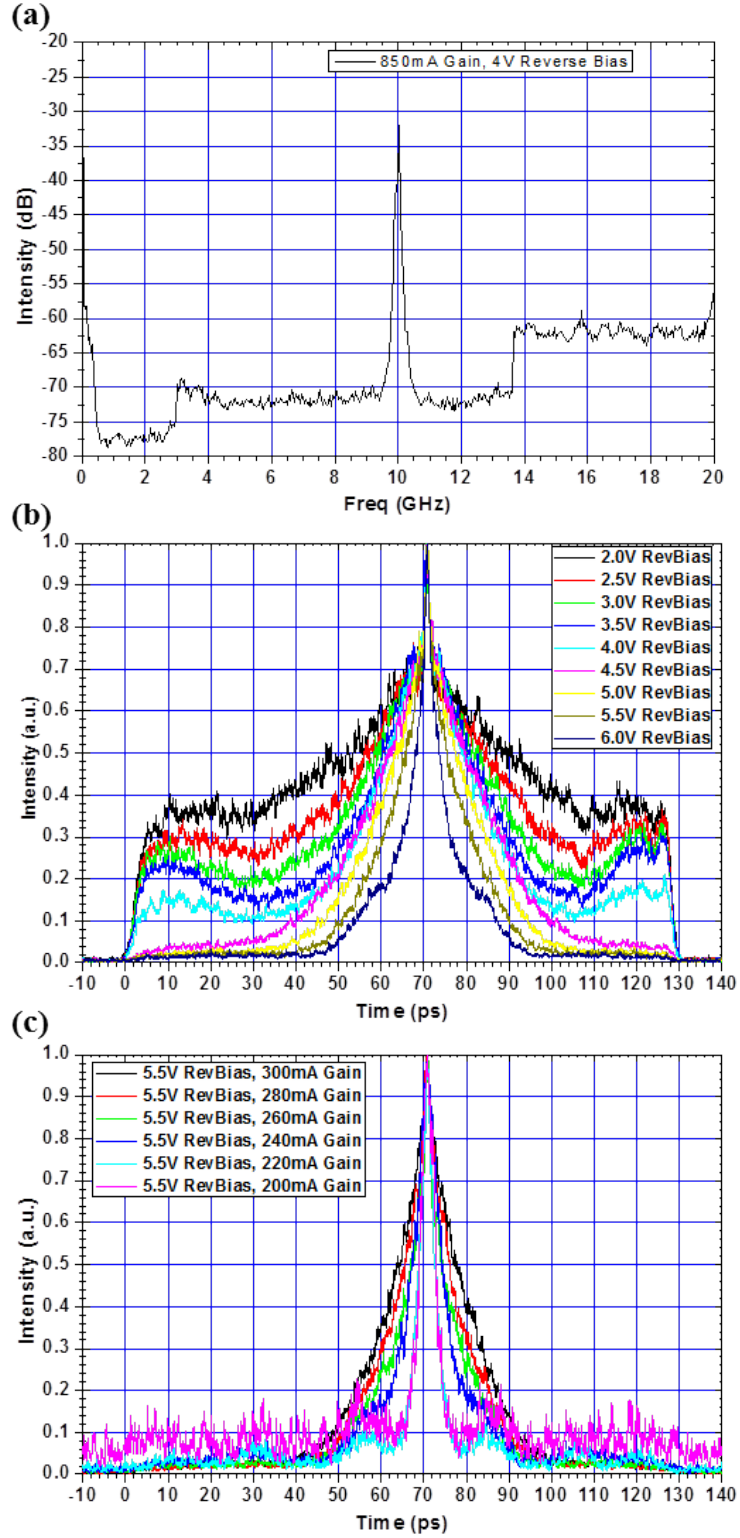 (a)
-20
-25
-30
-35
-40
-45
-50
-55
-60
-65
-70
-75
-80
Intensity (dB)
850mA Gain, 4V Reverse Bias
0 2 4 6 8 10 12 14 16 18 20
Freq (GHz)
(b)
1.0
0.9
0.8
0.7
0.6
0.5
0.4
0.3
0.2
0.1
0.0
Intensity (a.u.)
2.0V RevBias
2.5V RevBias
3.0V RevBias
3.5V RevBias
4.0V RevBias
4.5V RevBias
5.0V RevBias
5.5V RevBias
6.0V RevBias
-10 0 10 20 30 40 50 60 70 80 90 100 110 120 130 140
Time (ps)
(c)
1.0
0.9
0.8
0.7
0.6
0.5
0.4
0.3
0.2
0.1
0.0
Intensity (a.u.)
5.5V RevBias, 300mA Gain
5.5V RevBias, 280mA Gain
5.5V RevBias, 260mA Gain
5.5V RevBias, 240mA Gain
5.5V RevBias, 220mA Gain
5.5V RevBias, 200mA Gain
-10 0 10 20 30 40 50 60 70 80 90 100 110 120 130 140
Time (ps)